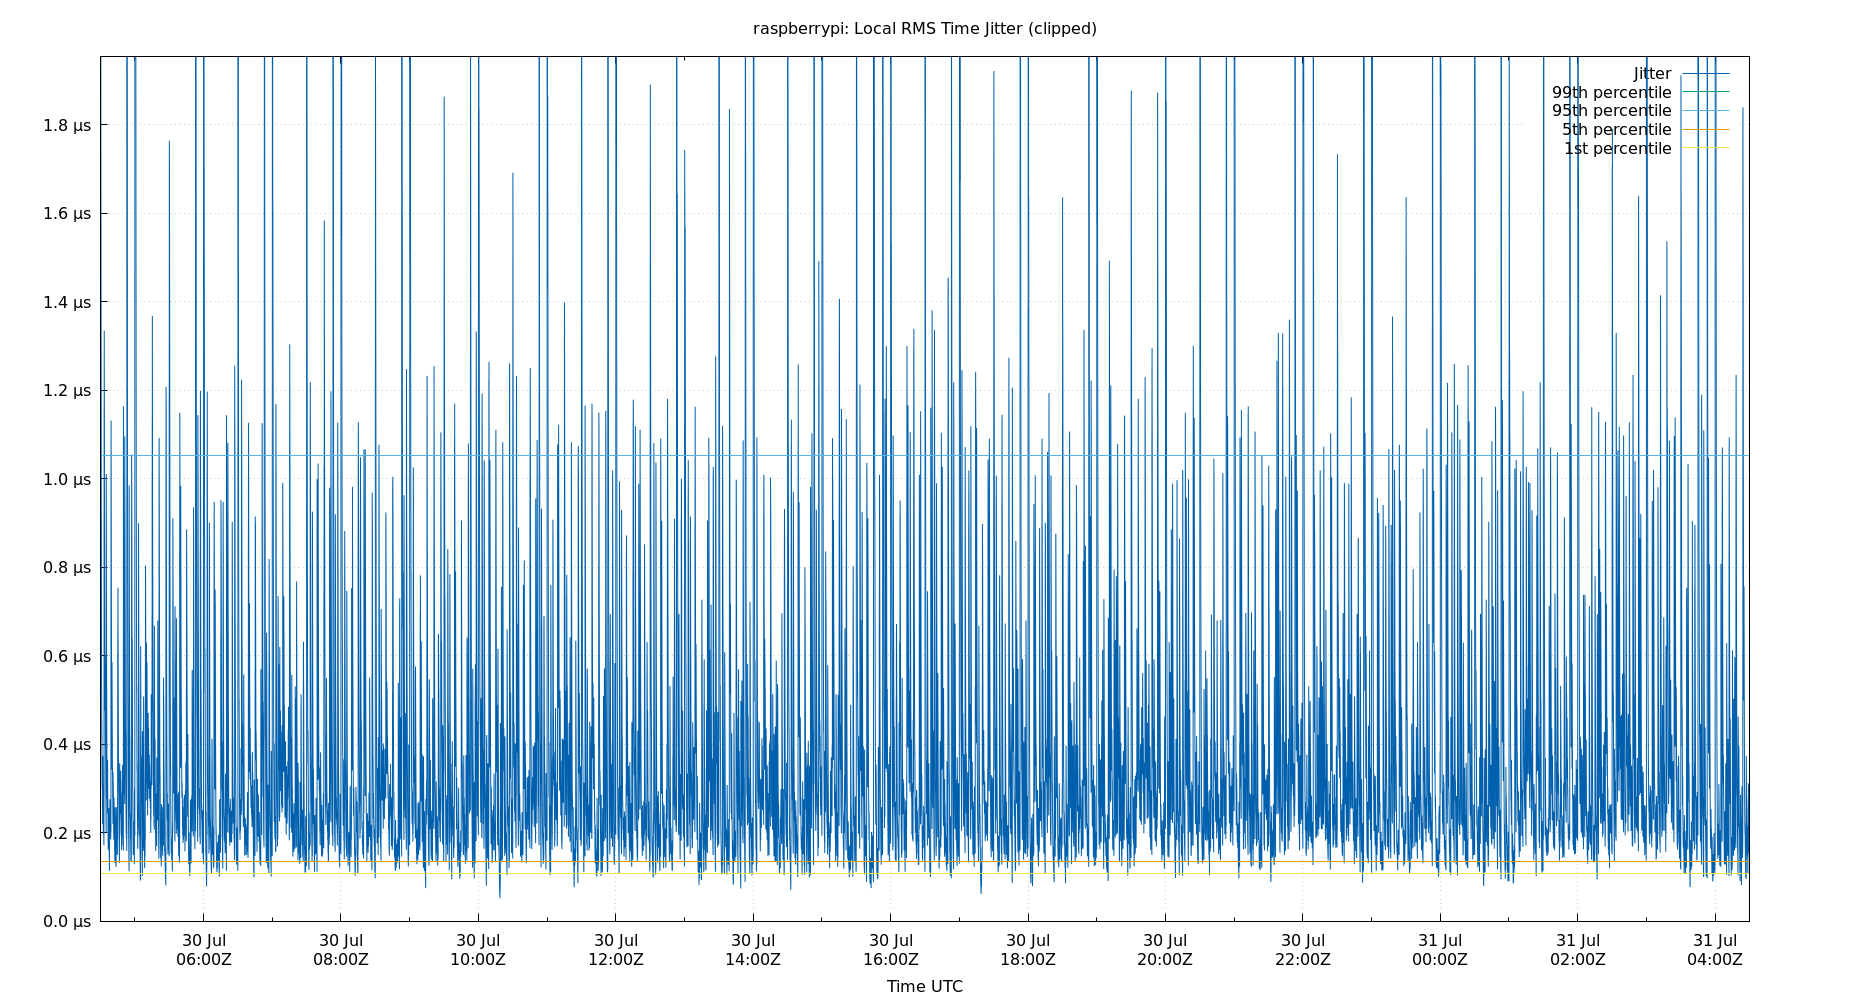 raspberrypi: Local RMS Time Jitter (clipped)
Jitter
99th percentile
95th percentile
5th percentile
1st percentile
1.8 µs
1.6 µs
1.4 µs
1.2 µs
1.0 µs
0.8 µs
0.6 µs
0.4 µs
0.2 µs
0.0 µs
30 Jul 30 Jul 30 Jul 30 Jul 30 Jul 30 Jul 30 Jul 30 Jul 30 Jul 31 Jul 31 Jul 31 Jul
06:00Z 08:00Z 10:00Z 12:00Z 14:00Z 16:00Z 18:00Z 20:00Z 22:00Z 00:00Z 02:00Z 04:00Z
Time UTC